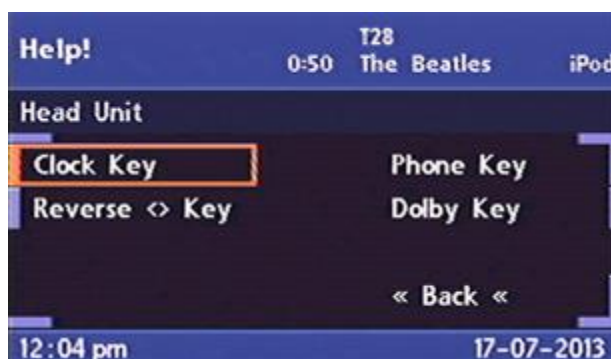 Help!
T28
0:50 The Beatles iPod
Head Unit
Clock Key Phone Key
Reverse <> Key Dolby Key
« Back «
12:04 pm 17-07-2013